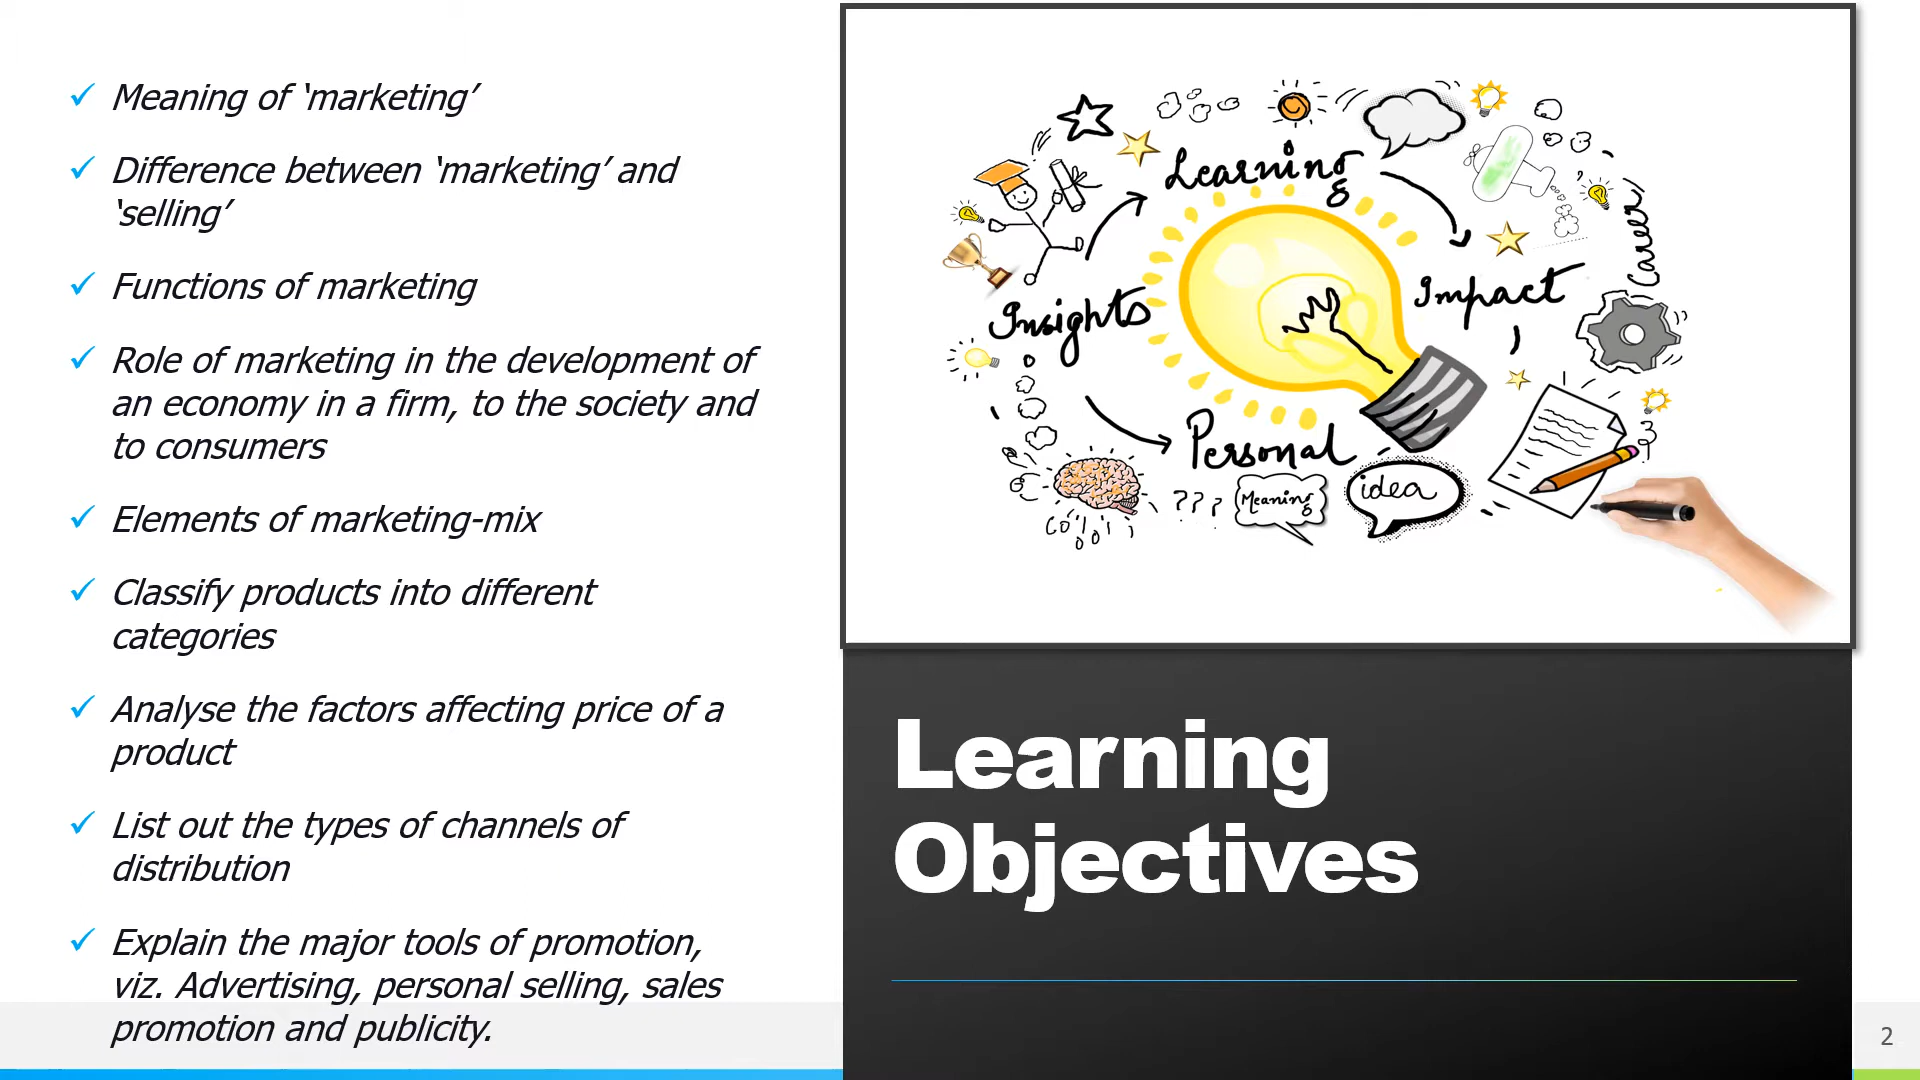 Meaning of ‘marketing’
Difference between ‘marketing’ and
‘selling’
Functions of marketing
Role of marketing in the development of
an economy in a firm, to the society and
to consumers
Elements of marketing-mix
Classify products into different
categories
Analyse the factors affecting price of a
product
List out the types of channels of
distribution
Explain the major tools of promotion,
viz. Advertising, personal selling, sales
promotion and publicity.
Learning
Career
Impact
Insights
Personal
???
Meaning
idea
Learning
Objectives
2